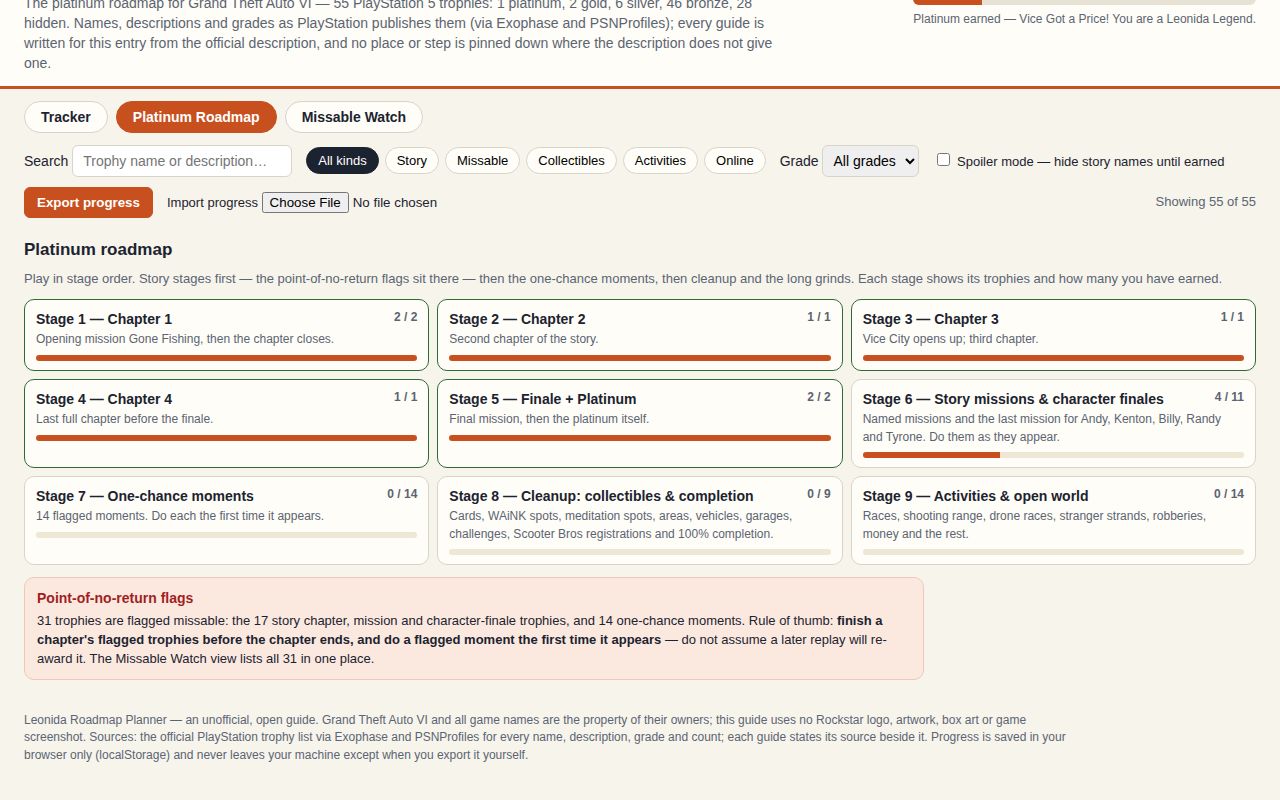 The platinum roadmap for Grand Theft Auto VI — 55 PlayStation 5 trophies: 1 platinum, 2 gold, 6 silver, 46 bronze, 28
hidden. Names, descriptions and grades as PlayStation publishes them (via Exophase and PSNProfiles); every guide is
written for this entry from the official description, and no place or step is pinned down where the description does not give
one.
Platinum earned — Vice Got a Price! You are a Leonida Legend.
Tracker
Platinum Roadmap
Missable Watch
Search
Trophy name or description…
All kinds
Story
Missable
Collectibles
Activities
Online
Grade
All grades
Spoiler mode — hide story names until earned
Export progress
Import progress
Choose File
No file chosen
Showing 55 of 55
Platinum roadmap
Play in stage order. Story stages first — the point-of-no-return flags sit there — then the one-chance moments, then cleanup and the long grinds. Each stage shows its trophies and how many you have earned.
Stage 1 — Chapter 1
2 / 2
Opening mission Gone Fishing, then the chapter closes.
Stage 2 — Chapter 2
1 / 1
Second chapter of the story.
Stage 3 — Chapter 3
1 / 1
Vice City opens up; third chapter.
Stage 4 — Chapter 4
1 / 1
Last full chapter before the finale.
Stage 5 — Finale + Platinum
2 / 2
Final mission, then the platinum itself.
Stage 6 — Story missions & character finales
4 / 11
Named missions and the last mission for Andy, Kenton, Billy, Randy
and Tyrone. Do them as they appear.
Stage 7 — One-chance moments
0 / 14
14 flagged moments. Do each the first time it appears.
Stage 8 — Cleanup: collectibles & completion
0 / 9
Cards, WAiNK spots, meditation spots, areas, vehicles, garages,
challenges, Scooter Bros registrations and 100% completion.
Stage 9 — Activities & open world
0 / 14
Races, shooting range, drone races, stranger strands, robberies,
money and the rest.
Point-of-no-return flags
31 trophies are flagged missable: the 17 story chapter, mission and character-finale trophies, and 14 one-chance moments. Rule of thumb: finish a
chapter's flagged trophies before the chapter ends, and do a flagged moment the first time it appears — do not assume a later replay will re-
award it. The Missable Watch view lists all 31 in one place.
Leonida Roadmap Planner — an unofficial, open guide. Grand Theft Auto VI and all game names are the property of their owners; this guide uses no Rockstar logo, artwork, box art or game
screenshot. Sources: the official PlayStation trophy list via Exophase and PSNProfiles for every name, description, grade and count; each guide states its source beside it. Progress is saved in your
browser only (localStorage) and never leaves your machine except when you export it yourself.